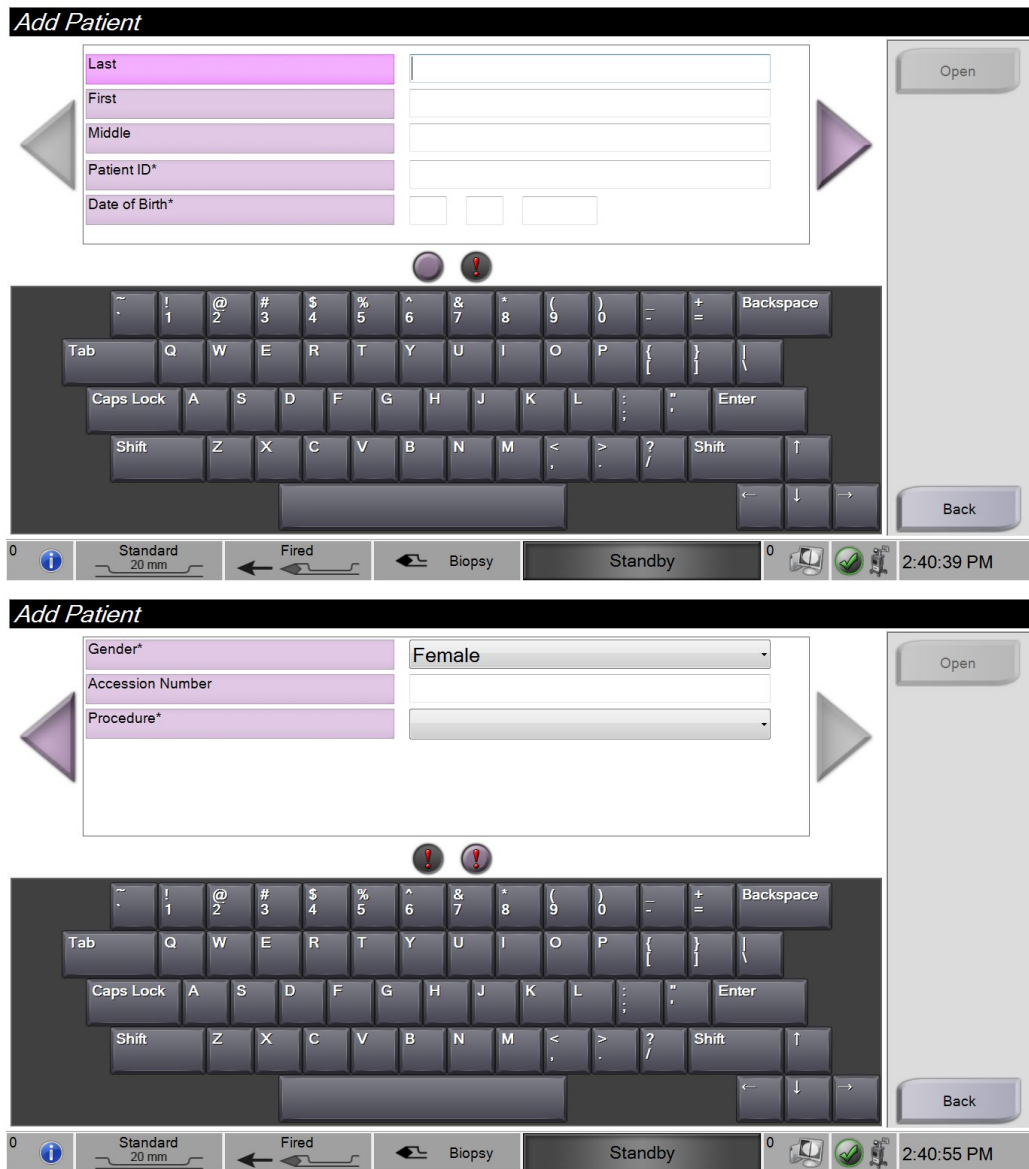 Add Patient
Last
Open
First
Middle
Patient ID*
Date of Birth*
~ ! @ # $ % ^ & * ( ) _ + Backspace
` 1 2 3 4 5 6 7 8 9 0 - =
Tab Q W E R T Y U I O P { } |
[ ] \
Caps Lock A S D F G H J K L : " Enter
; '
Shift Z X C V B N M < > ? Shift ↑
, . /
← ↓ →
Back
0 Standard Fired Biopsy Standby 0 2:40:39 PM
20 mm
Add Patient
Gender* Female
Open
Accession Number
Procedure*
~ ! @ # $ % ^ & * ( ) _ + Backspace
` 1 2 3 4 5 6 7 8 9 0 - =
Tab Q W E R T Y U I O P { } |
[ ] \
Caps Lock A S D F G H J K L : " Enter
; '
Shift Z X C V B N M < > ? Shift ↑
, . /
← ↓ →
Back
0 Standard Fired Biopsy Standby 0 2:40:55 PM
20 mm